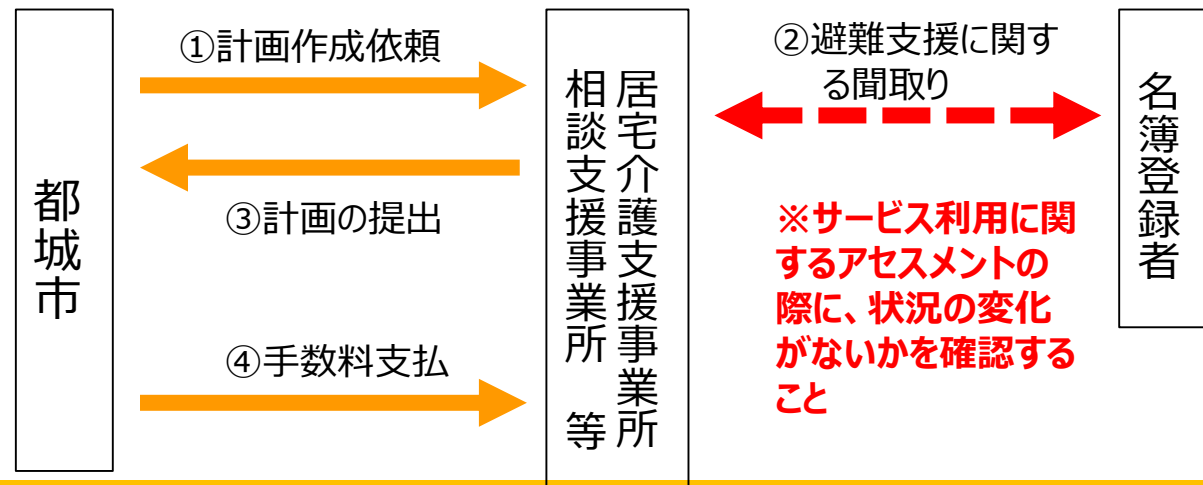 都城市
①計画作成依頼
③計画の提出
④手数料支払
居宅介護支援事業所
相談支援事業所　等
②避難支援に関す
る聞取り
※サービス利用に関
するアセスメントの
際に、状況の変化
がないかを確認する
こと
名簿登録者